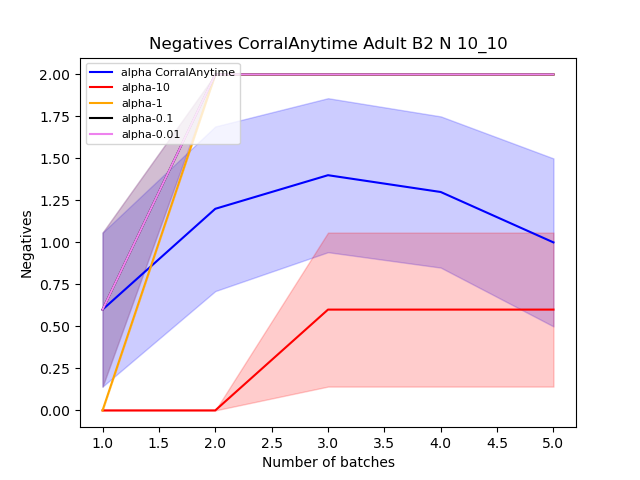 Negatives CorralAnytime Adult B2 N 10_10
alpha CorralAnytime
alpha-10
alpha-1
alpha-0.1
alpha-0.01
2.00
1.75
1.50
1.25
1.00
0.75
0.50
0.25
0.00
Negatives
1.0 1.5 2.0 2.5 3.0 3.5 4.0 4.5 5.0
Number of batches